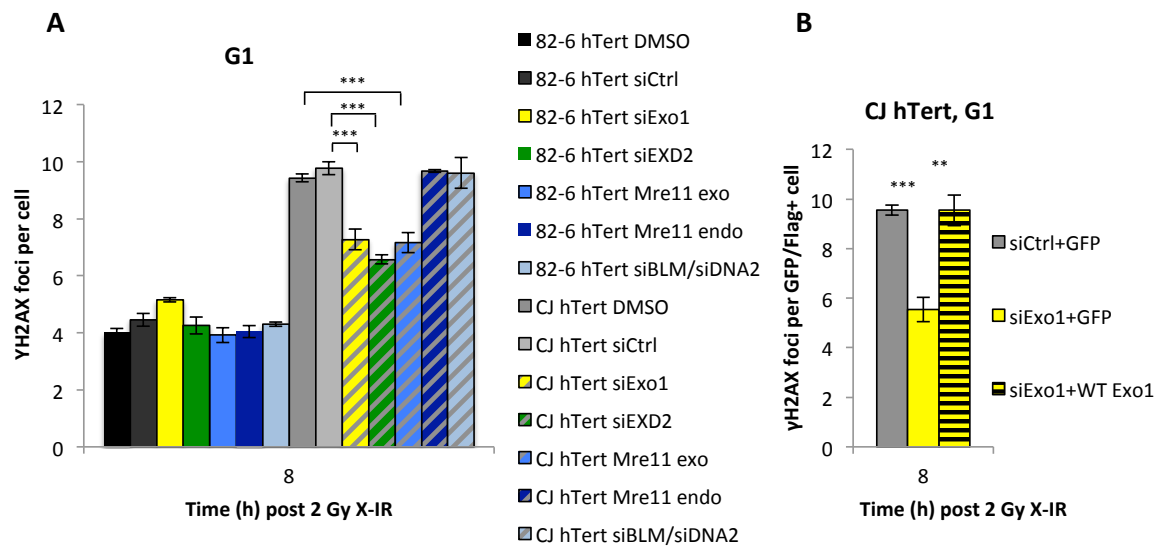 A
G1
***
***
***
YH2AX foci per cell
12
10
8
6
4
2
0
8
Time (h) post 2 Gy X-IR
82-6 hTert DMSO
82-6 hTert siCtrl
82-6 hTert siExo1
82-6 hTert siEXD2
82-6 hTert Mre11 exo
82-6 hTert Mre11 endo
82-6 hTert siBLM/siDNA2
CJ hTert DMSO
CJ hTert siCtrl
CJ hTert siExo1
CJ hTert siEXD2
CJ hTert Mre11 exo
CJ hTert Mre11 endo
CJ hTert siBLM/siDNA2
B
CJ hTert, G1
*** **
γH2AX foci per GFP/Flag+ cell
12
10
8
6
4
2
0
8
Time (h) post 2 Gy X-IR
siCtrl+GFP
siExo1+GFP
siExo1+WT Exo1